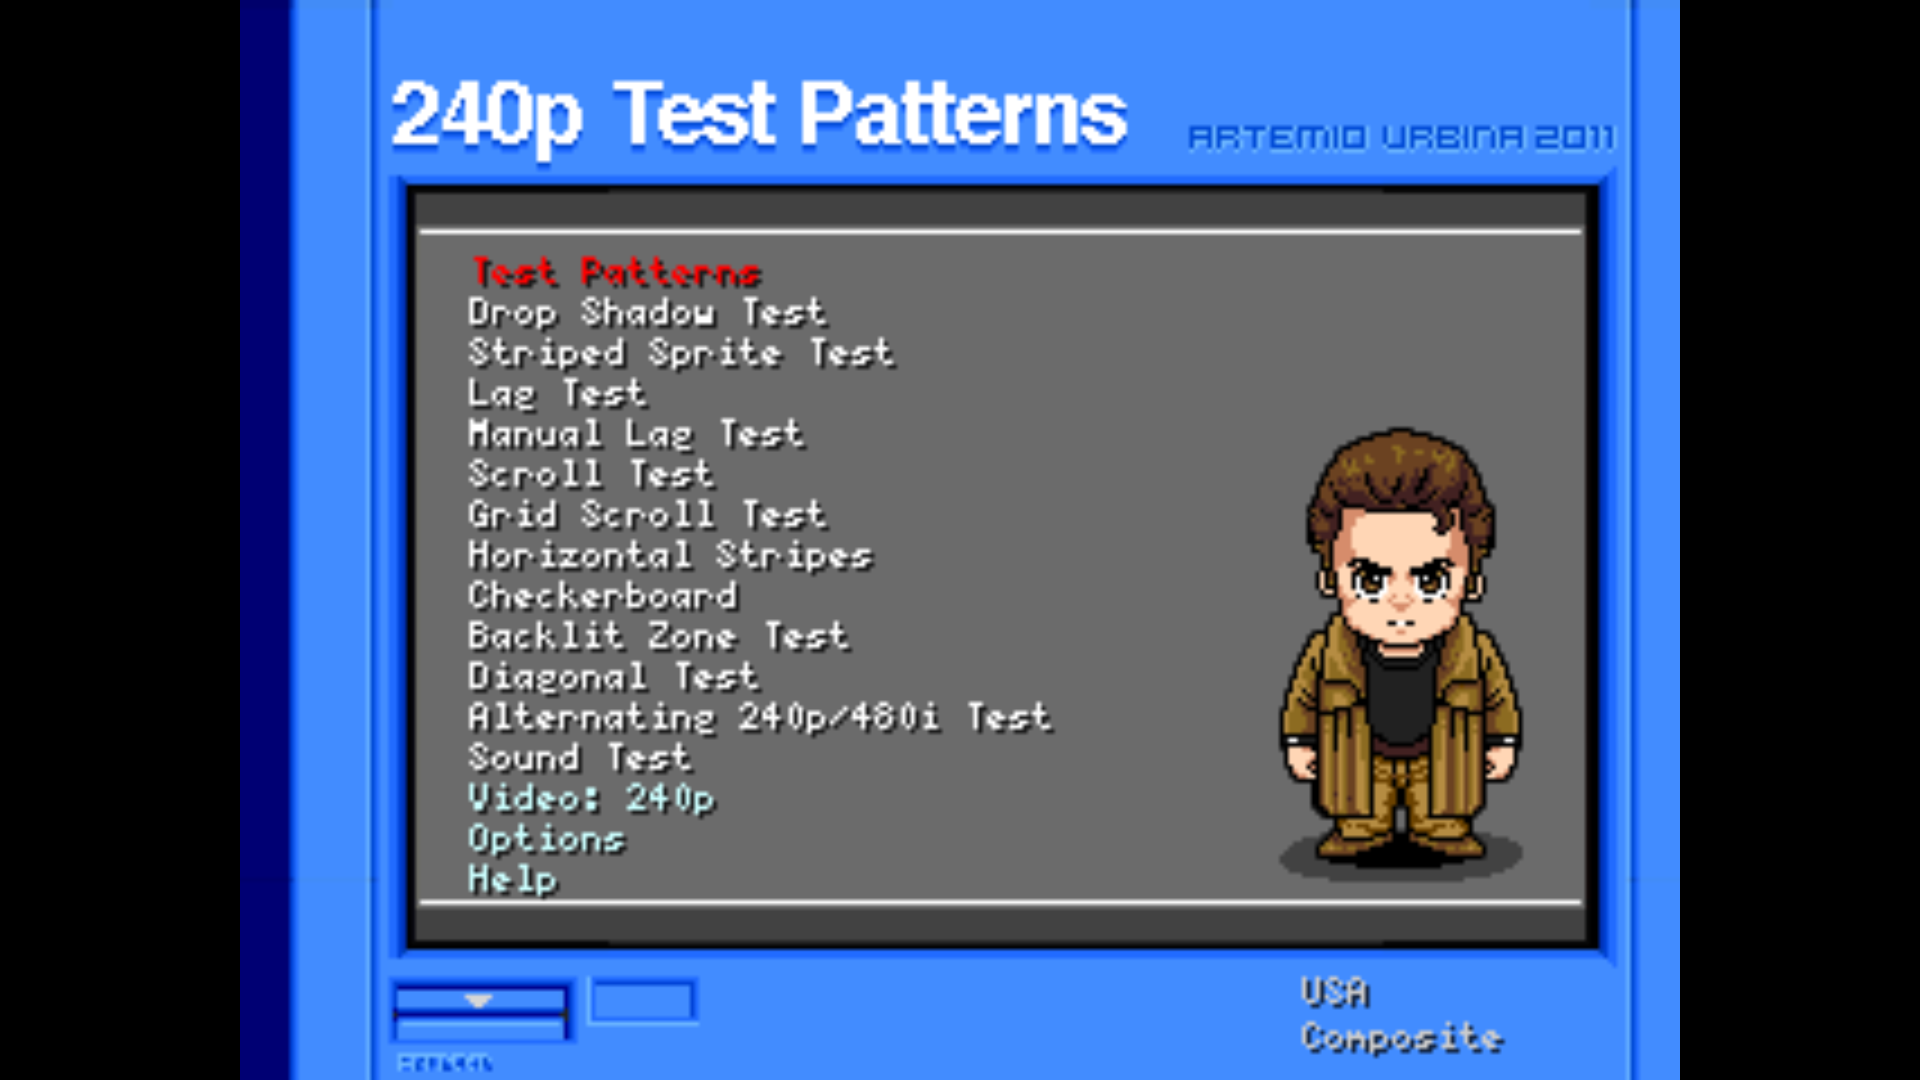 240p Test Patterns
ARTEMIO URBINA 2011
Test Patterns
Drop Shadow Test
Striped Sprite Test
Lag Test
Manual Lag Test
Scroll Test
Grid Scroll Test
Horizontal Stripes
Checkerboard
Backlit Zone Test
Diagonal Test
Alternating 240p/480i Test
Sound Test
Video: 240p
Options
Help
USA
Composite